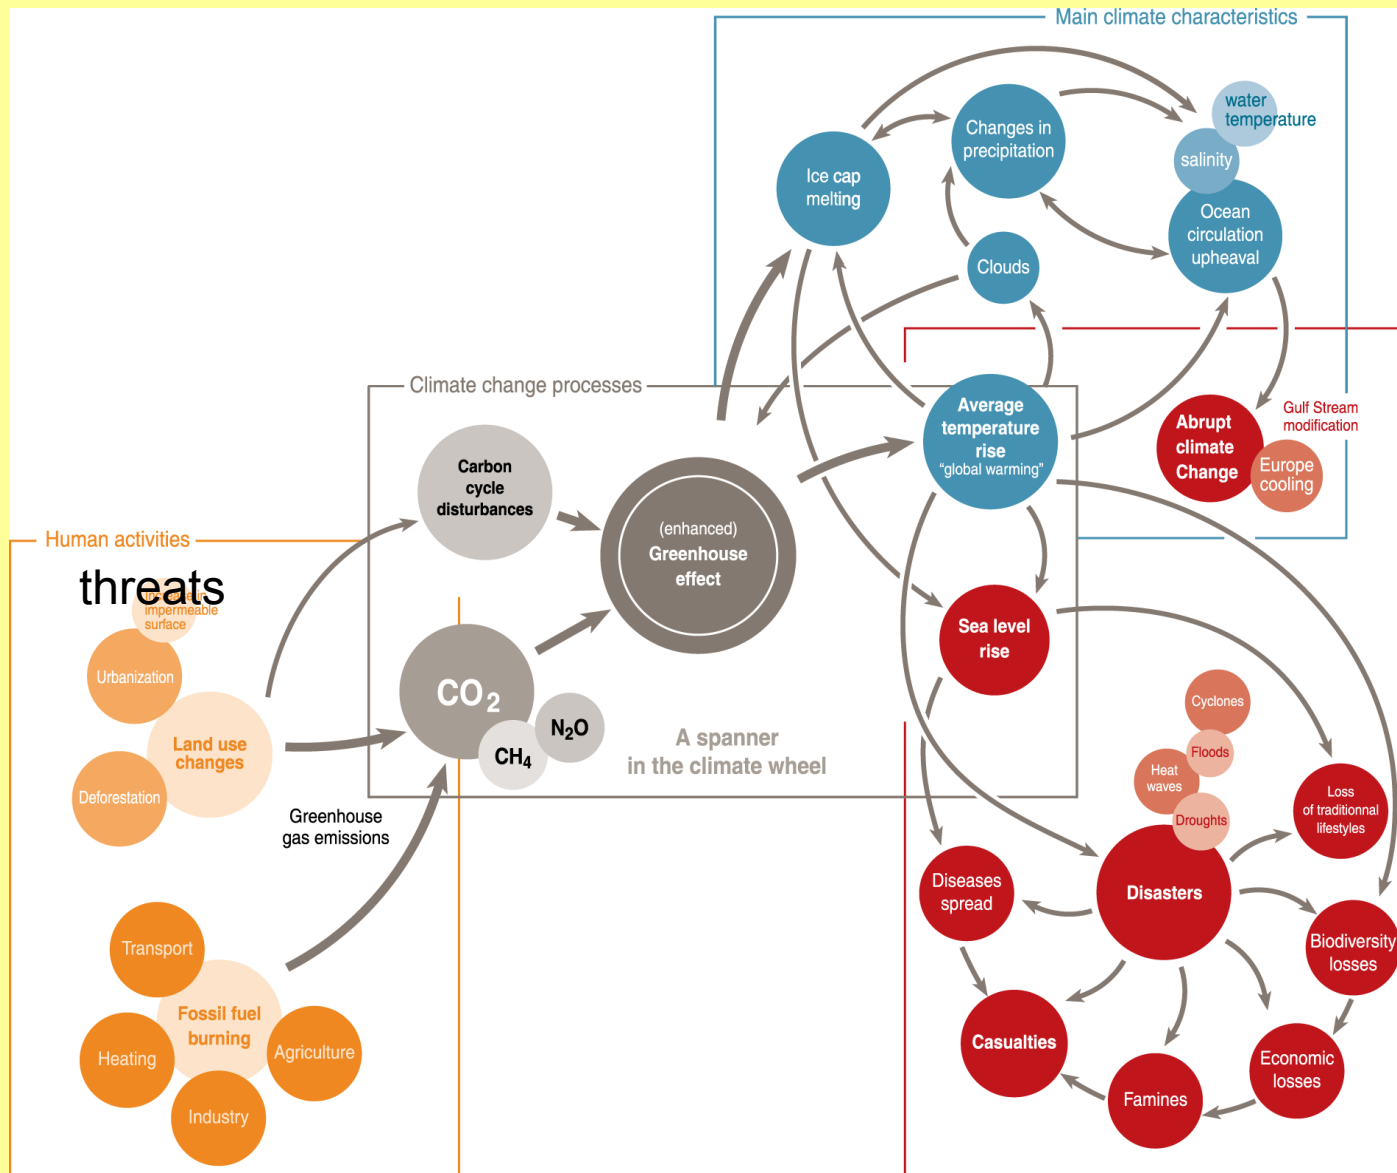 Main climate characteristics
water
temperature
salinity
Changes in
precipitation
Ice cap
melting
Ocean
circulation
upheaval
Clouds
Climate change processes
Average
temperature
rise
“global warming”
Gulf Stream
modification
Abrupt
climate
Change
Europe
cooling
Carbon
cycle
disturbances
(enhanced)
Greenhouse
effect
Human activities
threats
impermeable
surface
Urbanization
Land use
changes
Deforestation
CO2
CH4
N2O
A spanner
in the climate wheel
Sea level
rise
Greenhouse
gas emissions
Cyclones
Floods
Heat
waves
Droughts
Loss
of traditionnal
lifestyles
Diseases
spread
Disasters
Biodiversity
losses
Transport
Fossil fuel
burning
Heating
Agriculture
Industry
Casualties
Economic
losses
Famines